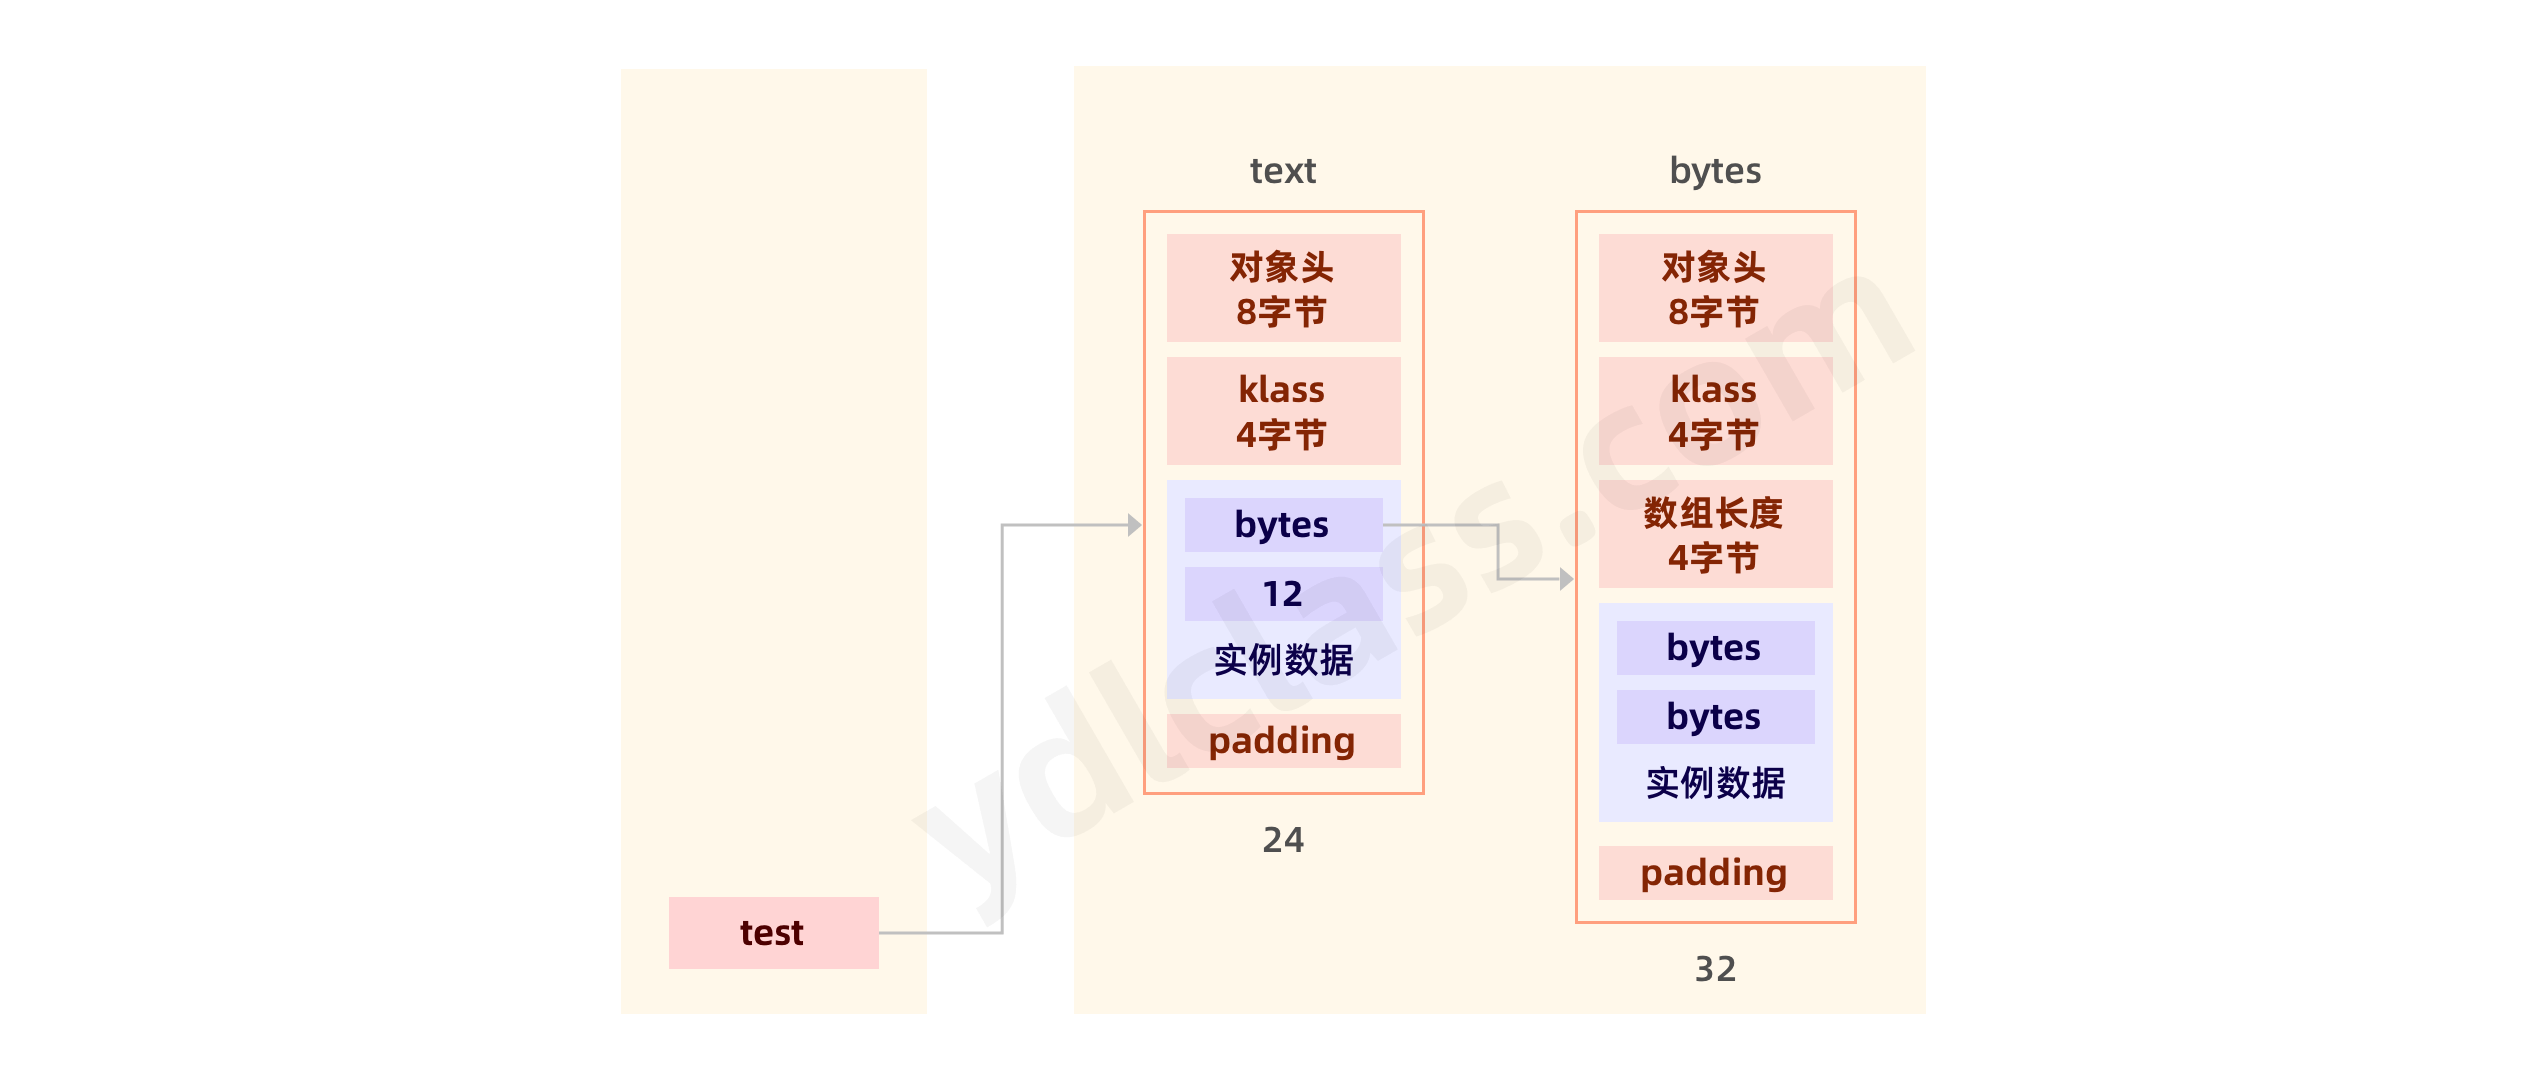 test
text
对象头
8字节
klass
4字节
bytes
12
实例数据
padding
24
bytes
对象头
8字节
klass
4字节
数组长度
4字节
bytes
bytes
实例数据
padding
32
ydlclass.com